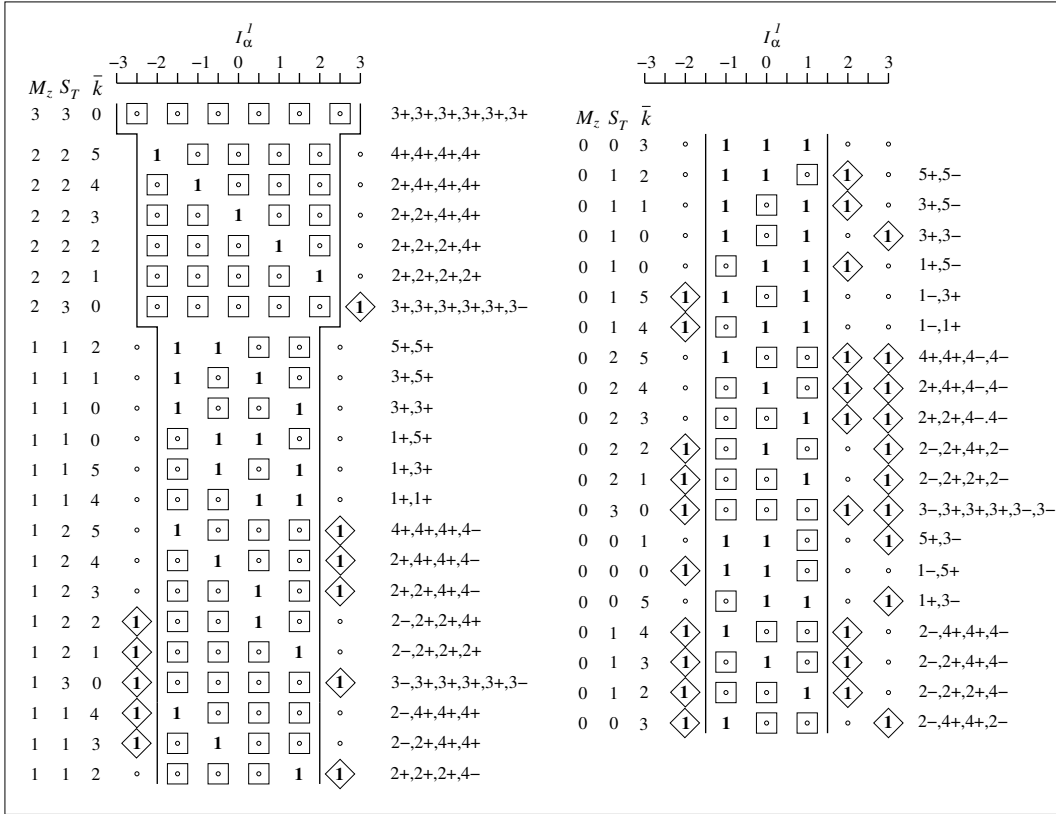 I_α^I
−3 −2 −1 0 1 2 3
M_z S_T k̄
3 3 0 3+,3+,3+,3+,3+,3+
2 2 5 1 4+,4+,4+,4+
2 2 4 1 2+,4+,4+,4+
2 2 3 1 2+,2+,4+,4+
2 2 2 1 2+,2+,2+,4+
2 2 1 1 2+,2+,2+,2+
2 3 0 1 3+,3+,3+,3+,3+,3−
1 1 2 1 1 5+,5+
1 1 1 1 1 3+,5+
1 1 0 1 1 3+,3+
1 1 0 1 1 1+,5+
1 1 5 1 1 1+,3+
1 1 4 1 1 1+,1+
1 2 5 1 1 4+,4+,4+,4−
1 2 4 1 1 2+,4+,4+,4−
1 2 3 1 1 2+,2+,4+,4−
1 2 2 1 1 2−,2+,2+,4+
1 2 1 1 1 2−,2+,2+,2+
1 3 0 1 1 3−,3+,3+,3+,3+,3−
1 1 4 1 1 2−,4+,4+,4+
1 1 3 1 1 2−,2+,4+,4+
1 1 2 1 1 2+,2+,2+,4−
I_α^I
−3 −2 −1 0 1 2 3
M_z S_T k̄
0 0 3 1 1 1
0 1 2 1 1 1 5+,5−
0 1 1 1 1 1 3+,5−
0 1 0 1 1 1 3+,3−
0 1 0 1 1 1 1+,5−
0 1 5 1 1 1 1−,3+
0 1 4 1 1 1 1−,1+
0 2 5 1 1 1 4+,4+,4−,4−
0 2 4 1 1 1 2+,4+,4−,4−
0 2 3 1 1 1 2+,2+,4−.4−
0 2 2 1 1 1 2−,2+,4+,2−
0 2 1 1 1 1 2−,2+,2+,2−
0 3 0 1 1 1 3−,3+,3+,3+,3−,3−
0 0 1 1 1 1 5+,3−
0 0 0 1 1 1 1−,5+
0 0 5 1 1 1 1+,3−
0 1 4 1 1 1 2−,4+,4+,4−
0 1 3 1 1 1 2−,2+,4+,4−
0 1 2 1 1 1 2−,2+,2+,4−
0 0 3 1 1 1 2−,4+,4+,2−